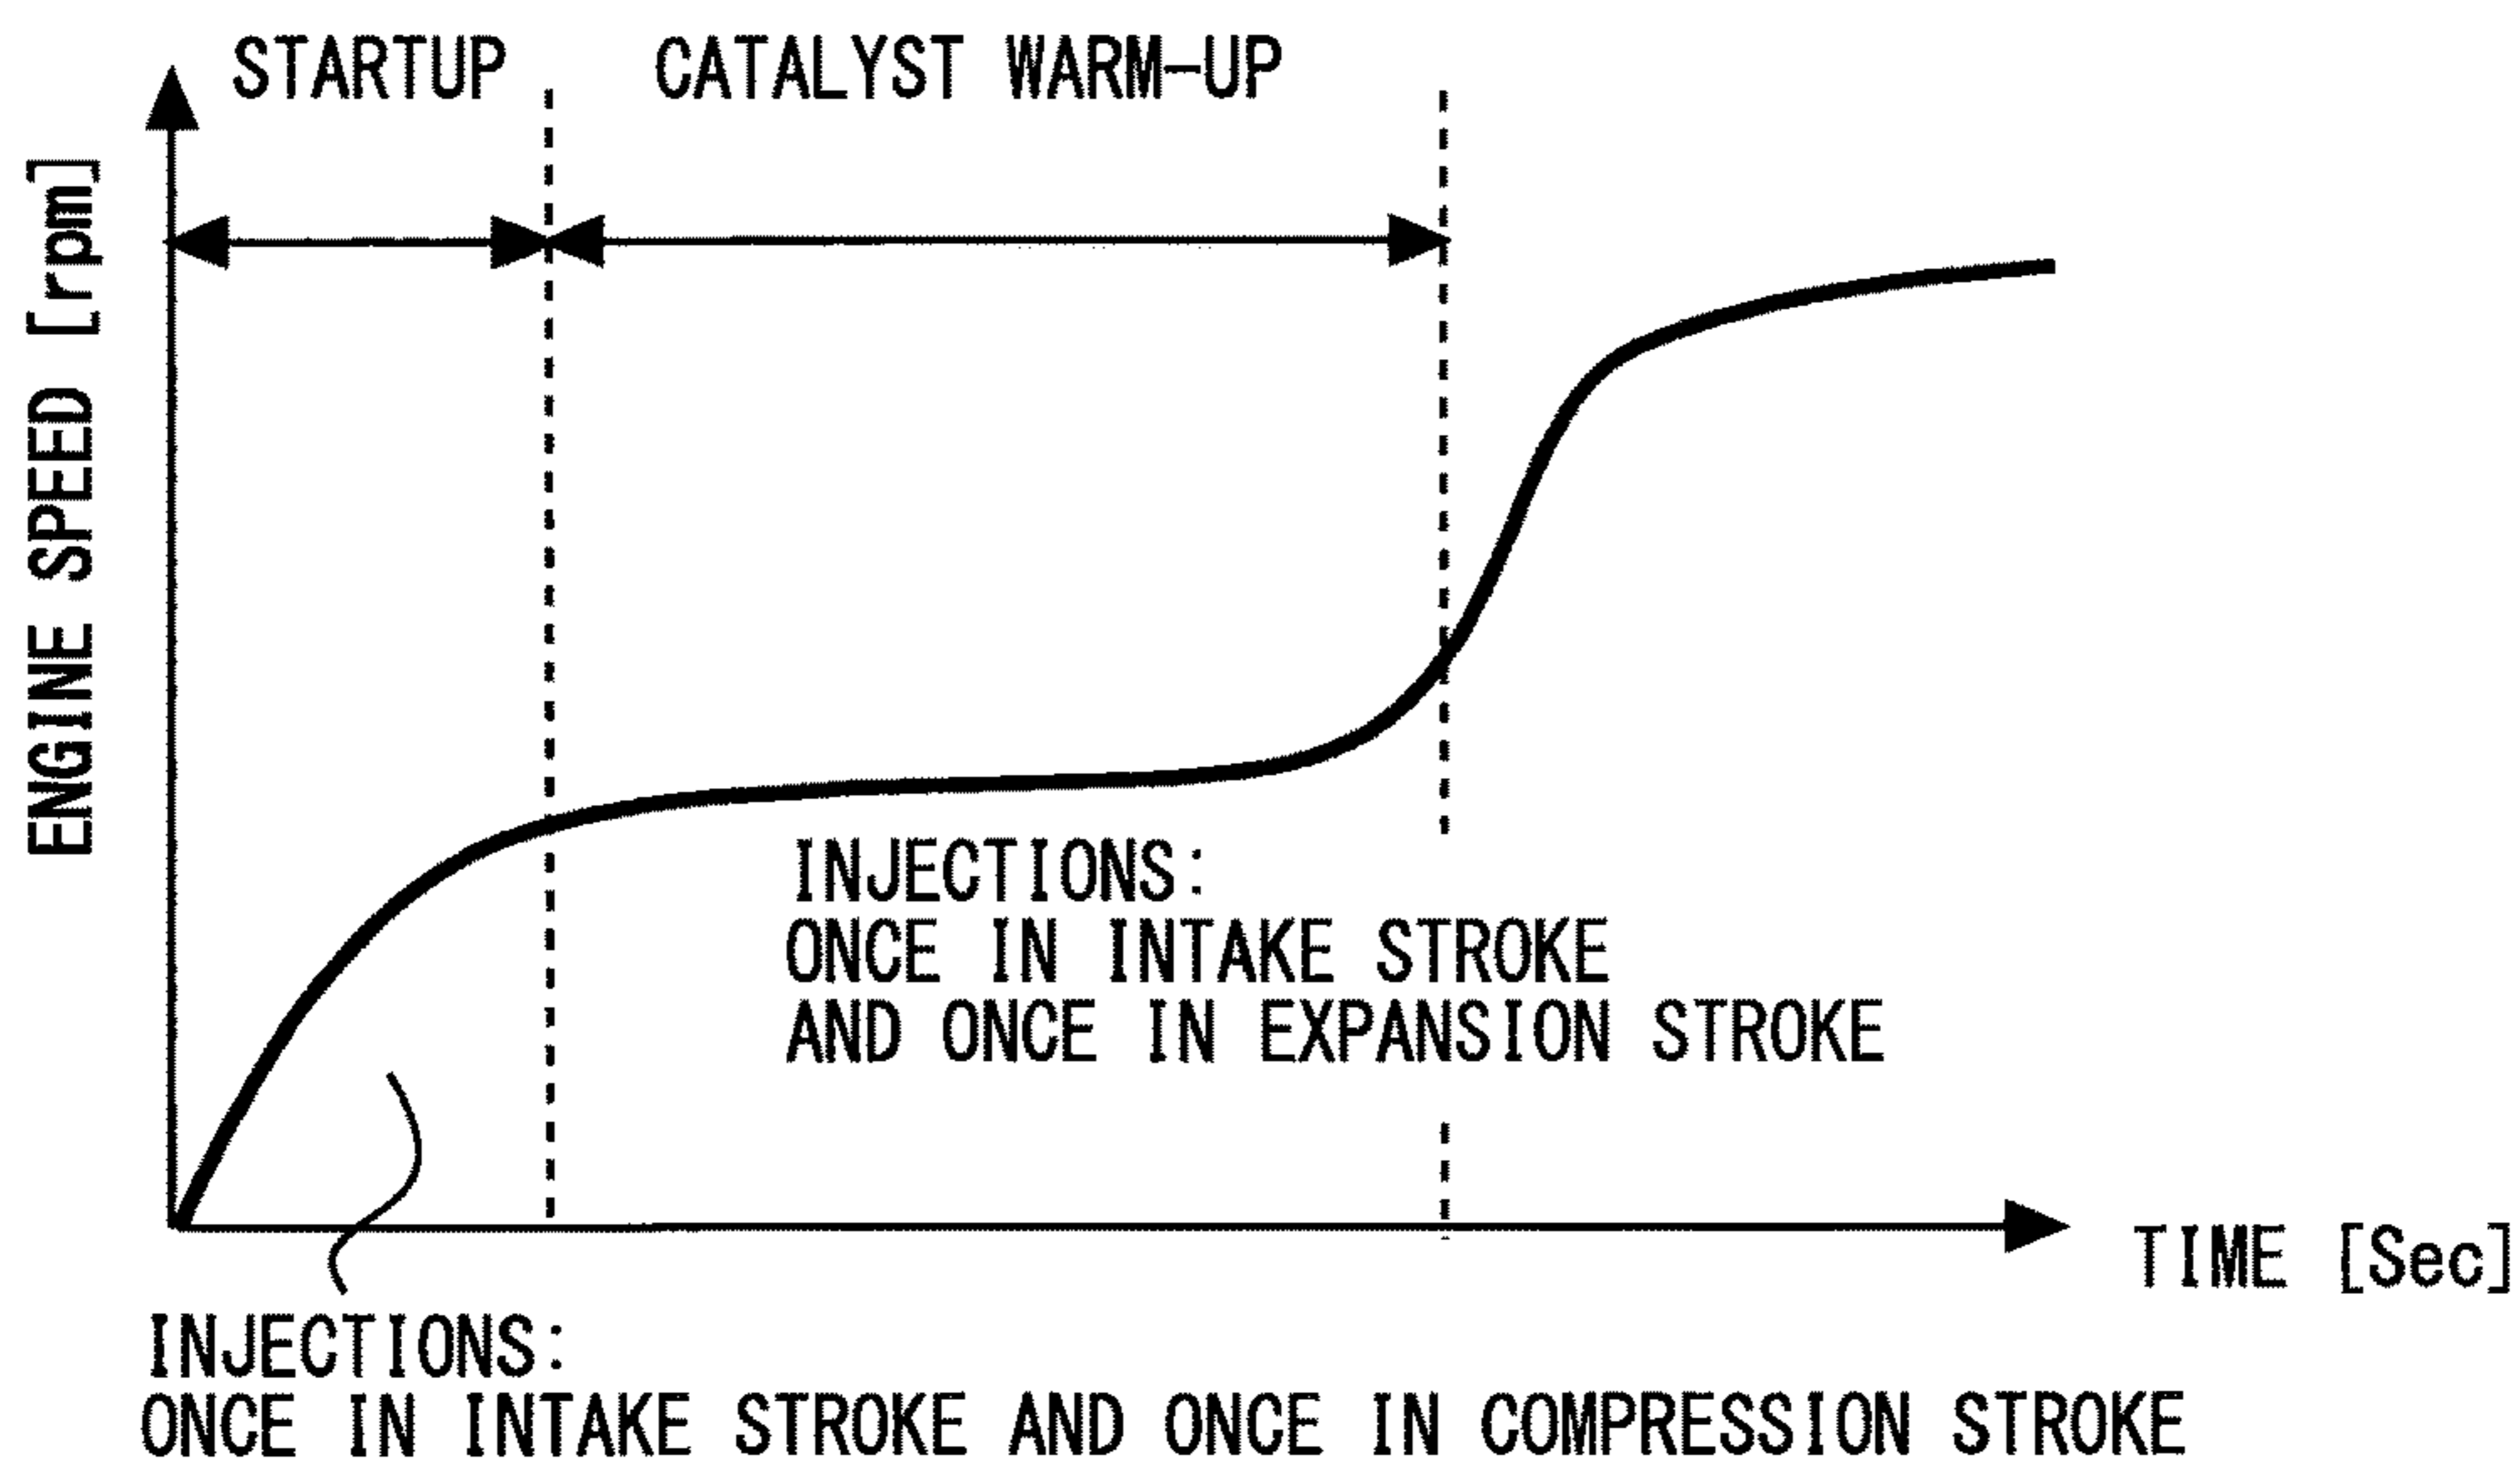 STARTUP
CATALYST WARM-UP
ENGINE SPEED [rpm]
INJECTIONS:
ONCE IN INTAKE STROKE
AND ONCE IN EXPANSION STROKE
TIME [Sec]
INJECTIONS:
ONCE IN INTAKE STROKE AND ONCE IN COMPRESSION STROKE